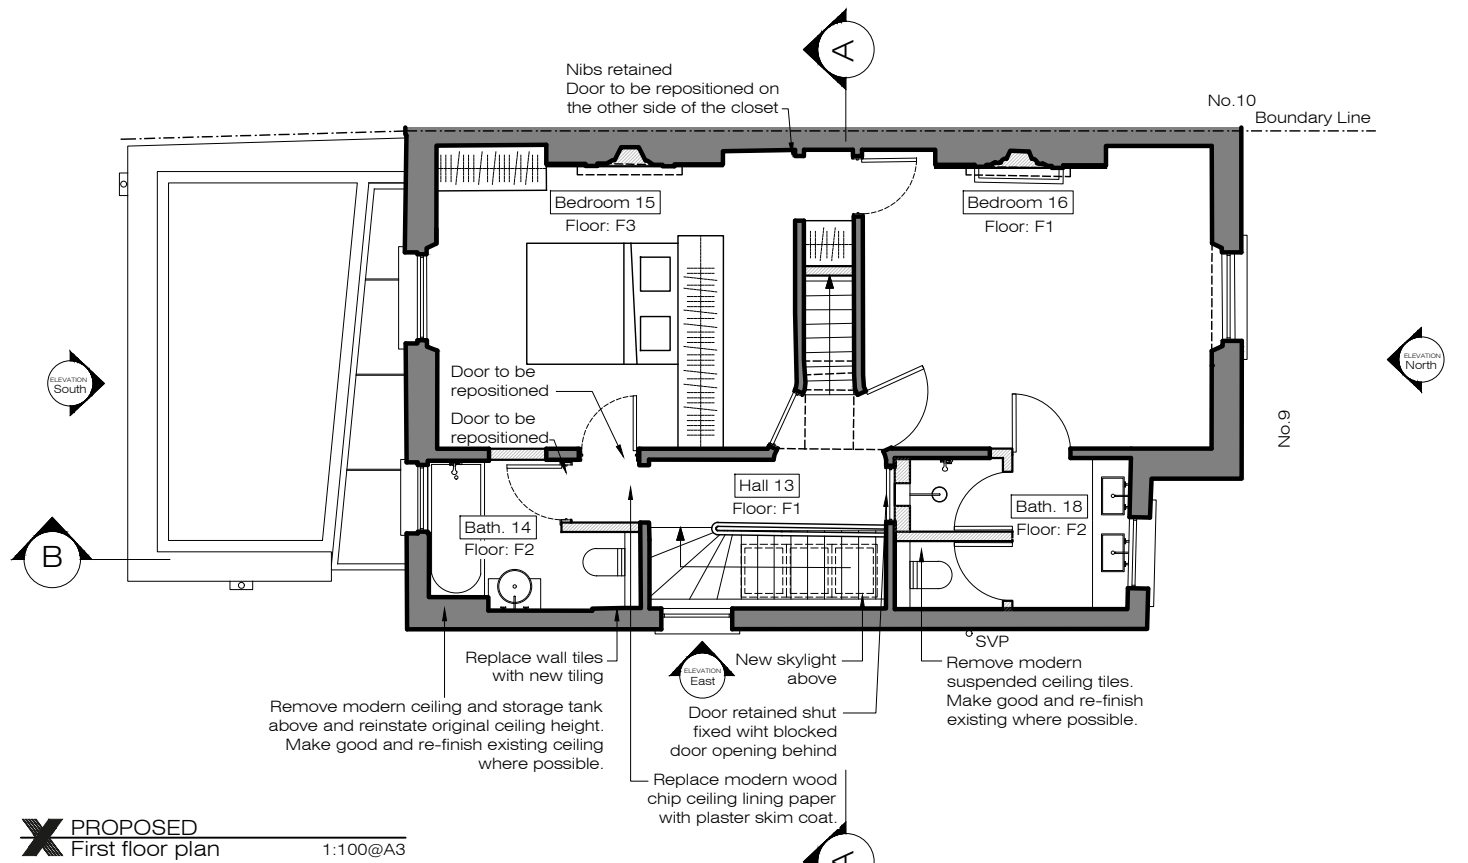 A
Nibs retained
Door to be repositioned on
the other side of the closet
No.10
Boundary Line
Bedroom 15
Floor: F3
Bedroom 16
Floor: F1
ELEVATION
South
ELEVATION
North
Door to be
repositioned
Door to be
repositioned
No.9
Hall 13
Floor: F1
Bath. 14
Floor: F2
Bath. 18
Floor: F2
B
SVP
Replace wall tiles
with new tiling
ELEVATION
East
New skylight
above
Remove modern
suspended ceiling tiles.
Make good and re-finish
existing where possible.
Remove modern ceiling and storage tank
above and reinstate original ceiling height.
Make good and re-finish existing ceiling
where possible.
Door retained shut
fixed wiht blocked
door opening behind
Replace modern wood
chip ceiling lining paper
with plaster skim coat.
PROPOSED
First floor plan
1:100@A3
A